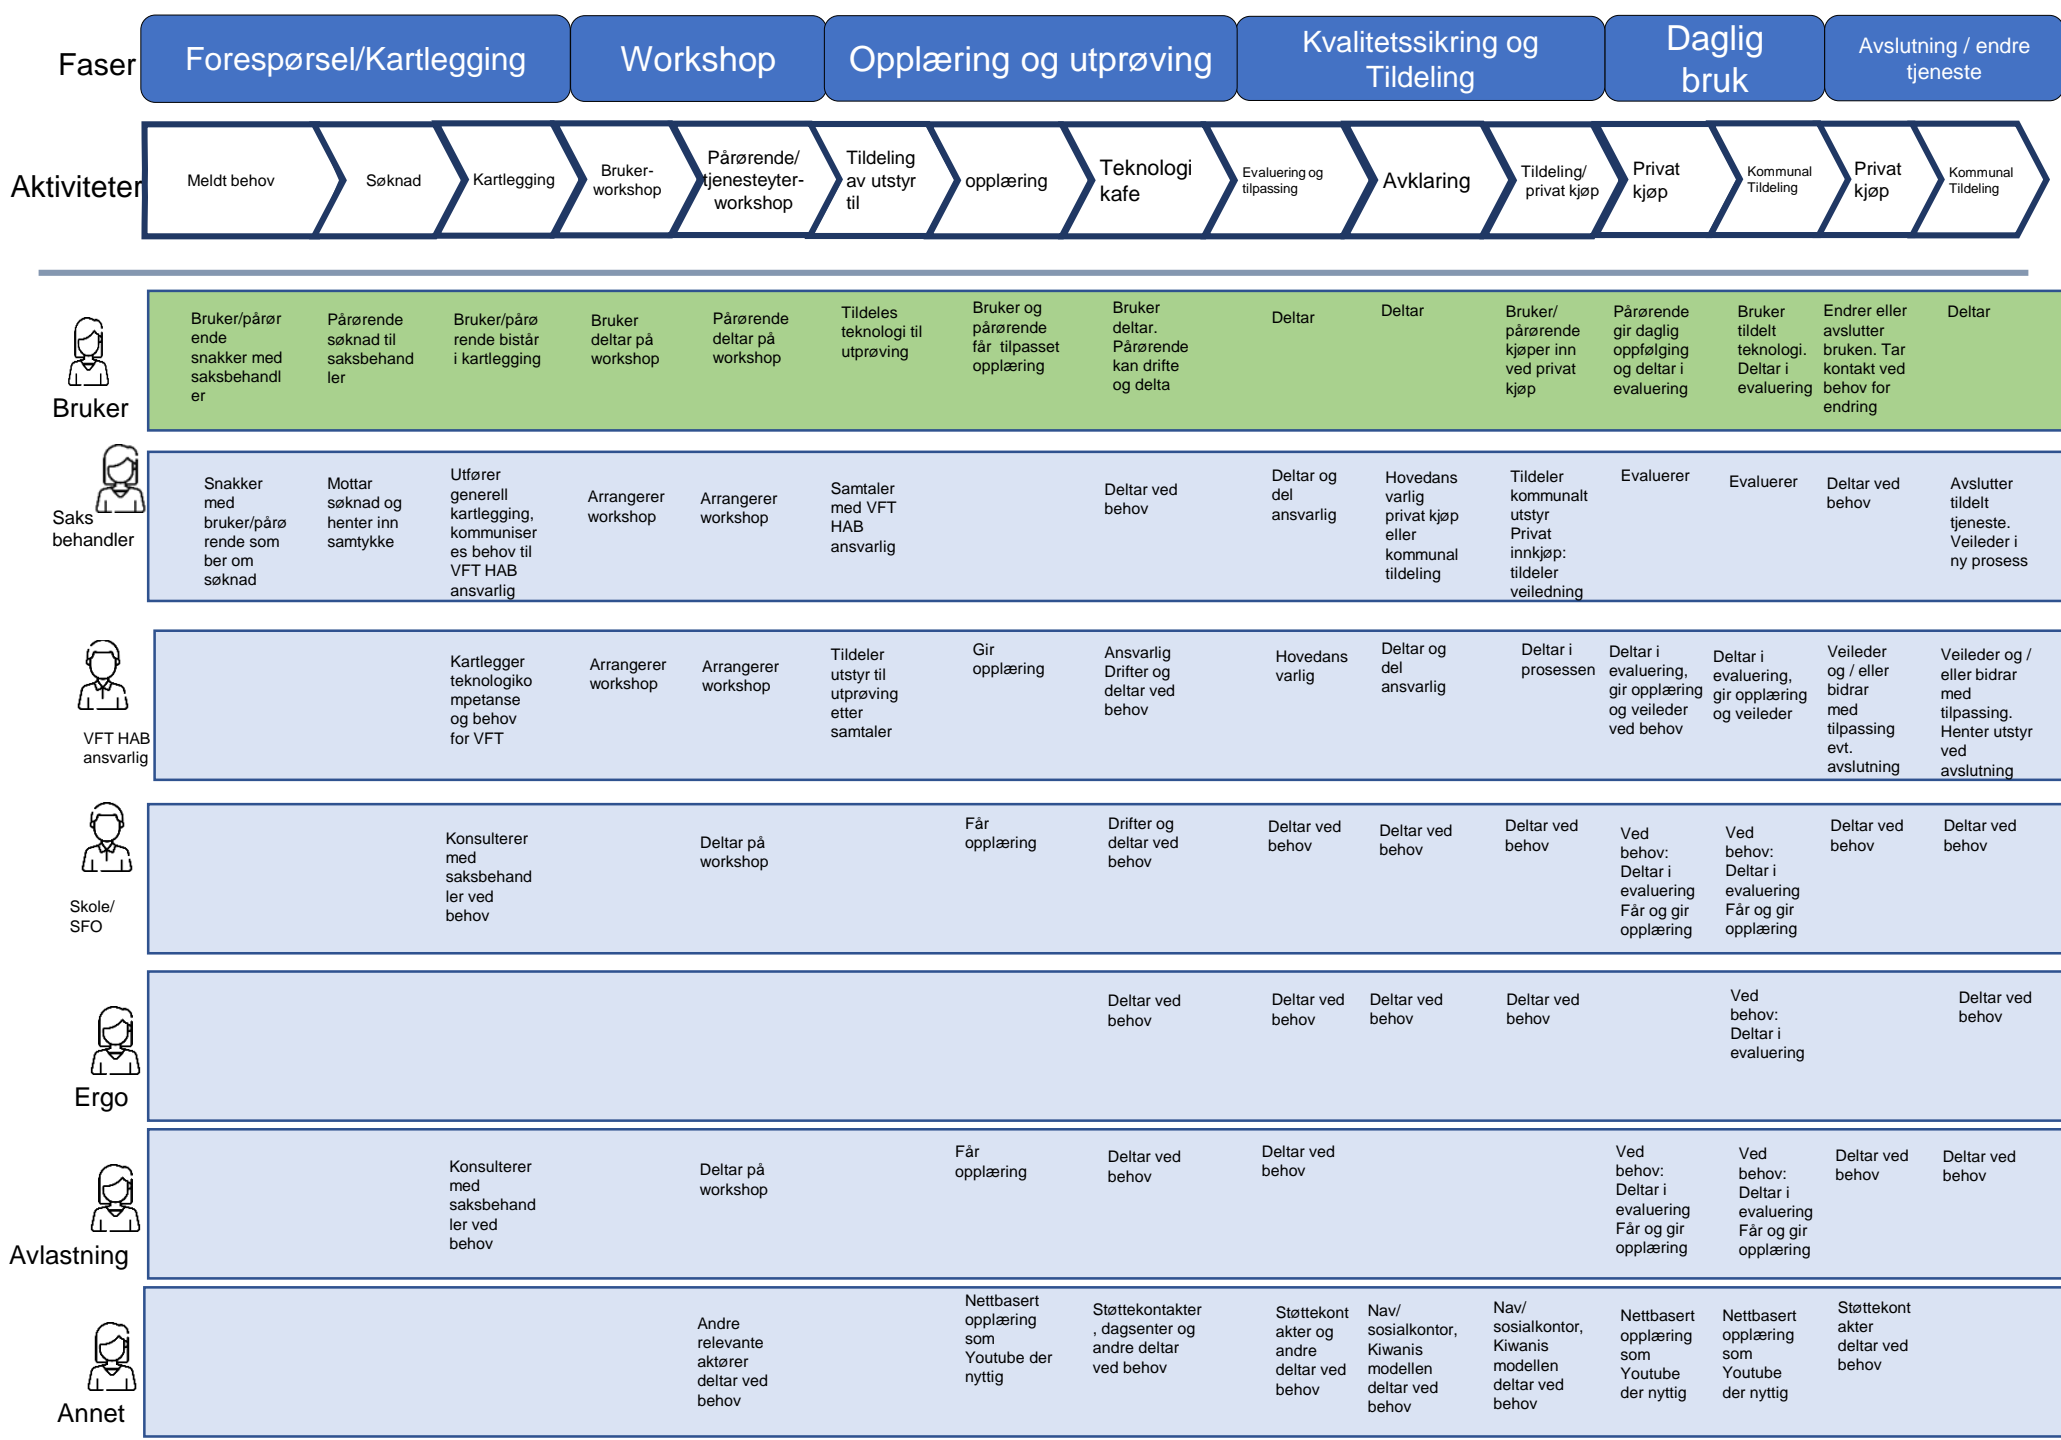 Faser
Forespørsel/Kartlegging
Workshop
Opplæring og utprøving
Kvalitetssikring og
Tildeling
Daglig
bruk
Avslutning / endre
tjeneste
Aktiviteter
Meldt behov
Søknad
Kartlegging
Bruker-
workshop
Pårørende/
tjenesteyter-
workshop
Tildeling
av utstyr
til
opplæring
Teknologi
kafe
Evaluering og
tilpassing
Avklaring
Tildeling/
privat kjøp
Privat
kjøp
Kommunal
Tildeling
Privat
kjøp
Kommunal
Tildeling
Bruker
Bruker/pårør
ende
snakker med
saksbehandl
er
Pårørende
søknad til
saksbehand
ler
Bruker/pårø
rende bistår
i kartlegging
Bruker
deltar på
workshop
Pårørende
deltar på
workshop
Tildeles
teknologi til
utprøving
Bruker og
pårørende
får  tilpasset
opplæring
Bruker
deltar.
Pårørende
kan drifte
og delta
Deltar
Deltar
Bruker/
pårørende
kjøper inn
ved privat
kjøp
Pårørende
gir daglig
oppfølging
og deltar i
evaluering
Bruker
tildelt
teknologi.
Deltar i
evaluering
Endrer eller
avslutter
bruken. Tar
kontakt ved
behov for
endring
Deltar
Saks
behandler
Snakker
med
bruker/pårø
rende som
ber om
søknad
Mottar
søknad og
henter inn
samtykke
Utfører
generell
kartlegging,
kommuniser
es behov til
VFT HAB
ansvarlig
Arrangerer
workshop
Arrangerer
workshop
Samtaler
med VFT
HAB
ansvarlig
Deltar ved
behov
Deltar og
del
ansvarlig
Hovedans
varlig
privat kjøp
eller
kommunal
tildeling
Tildeler
kommunalt
utstyr
Privat
innkjøp:
tildeler
veiledning
Evaluerer
Evaluerer
Deltar ved
behov
Avslutter
tildelt
tjeneste.
Veileder i
ny prosess
VFT HAB
ansvarlig
Kartlegger
teknologiko
mpetanse
og behov
for VFT
Arrangerer
workshop
Arrangerer
workshop
Tildeler
utstyr til
utprøving
etter
samtaler
Gir
opplæring
Ansvarlig
Drifter og
deltar ved
behov
Hovedans
varlig
Deltar og
del
ansvarlig
Deltar i
prosessen
Deltar i
evaluering,
gir opplæring
og veileder
ved behov
Deltar i
evaluering,
gir opplæring
og veileder
Veileder
og / eller
bidrar
med
tilpassing
evt.
avslutning
Veileder og /
eller bidrar
med
tilpassing.
Henter utstyr
ved
avslutning
Skole/
SFO
Konsulterer
med
saksbehand
ler ved
behov
Deltar på
workshop
Får
opplæring
Drifter og
deltar ved
behov
Deltar ved
behov
Deltar ved
behov
Deltar ved
behov
Ved
behov:
Deltar i
evaluering
Får og gir
opplæring
Ved
behov:
Deltar i
evaluering
Får og gir
opplæring
Deltar ved
behov
Deltar ved
behov
Ergo
Deltar ved
behov
Deltar ved
behov
Deltar ved
behov
Deltar ved
behov
Ved
behov:
Deltar i
evaluering
Deltar ved
behov
Avlastning
Konsulterer
med
saksbehand
ler ved
behov
Deltar på
workshop
Får
opplæring
Deltar ved
behov
Deltar ved
behov
Ved
behov:
Deltar i
evaluering
Får og gir
opplæring
Ved
behov:
Deltar i
evaluering
Får og gir
opplæring
Deltar ved
behov
Deltar ved
behov
Annet
Andre
relevante
aktører
deltar ved
behov
Nettbasert
opplæring
som
Youtube der
nyttig
Støttekontakter
, dagsenter og
andre deltar
ved behov
Støttekont
akter og
andre
deltar ved
behov
Nav/
sosialkontor,
Kiwanis
modellen
deltar ved
behov
Nav/
sosialkontor,
Kiwanis
modellen
deltar ved
behov
Nettbasert
opplæring
som
Youtube
der nyttig
Nettbasert
opplæring
som
Youtube
der nyttig
Støttekont
akter
deltar ved
behov